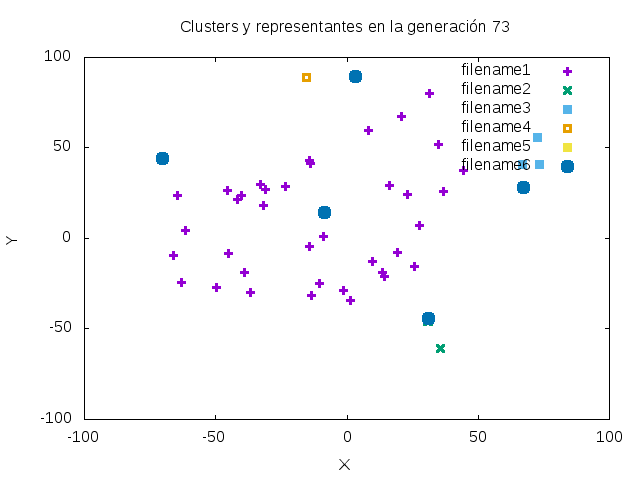 Clusters y representantes en la generación 73
100
50
0
-50
-100
-100
-50
0
50
100
X
Y
filename1
filename2
filename3
filename4
filename5
filename6